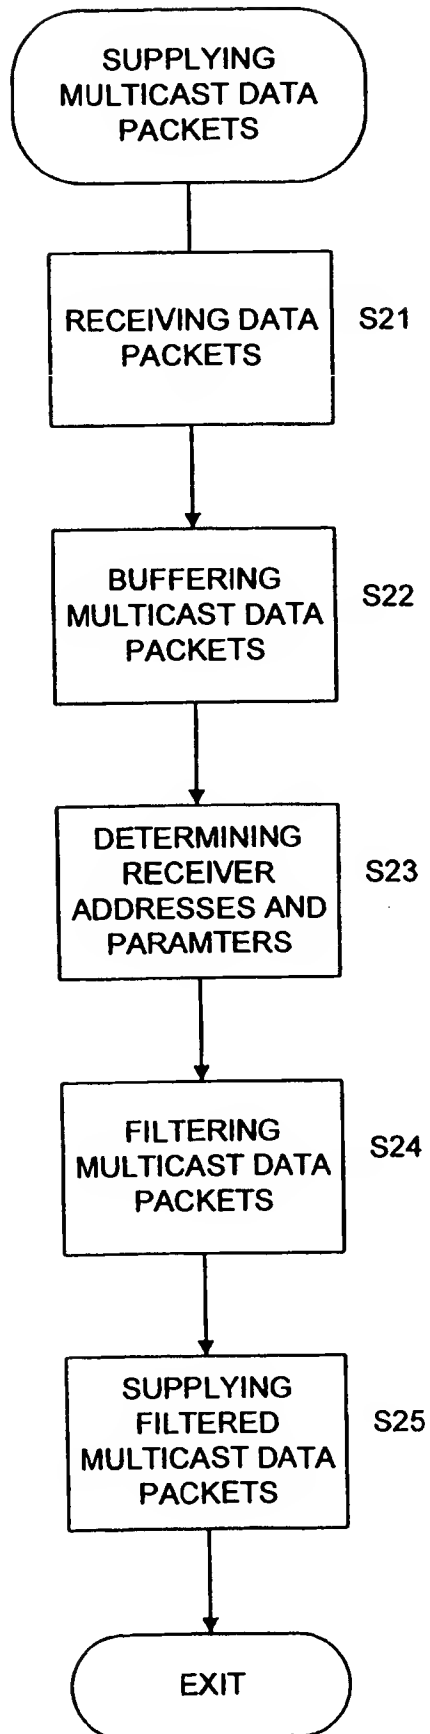 SUPPLYING
MULTICAST DATA
PACKETS
RECEIVING DATA
PACKETS
S21
BUFFERING
MULTICAST DATA
PACKETS
S22
DETERMINING
RECEIVER
ADDRESSES AND
PARAMTERS
S23
FILTERING
MULTICAST DATA
PACKETS
S24
SUPPLYING
FILTERED
MULTICAST DATA
PACKETS
S25
EXIT